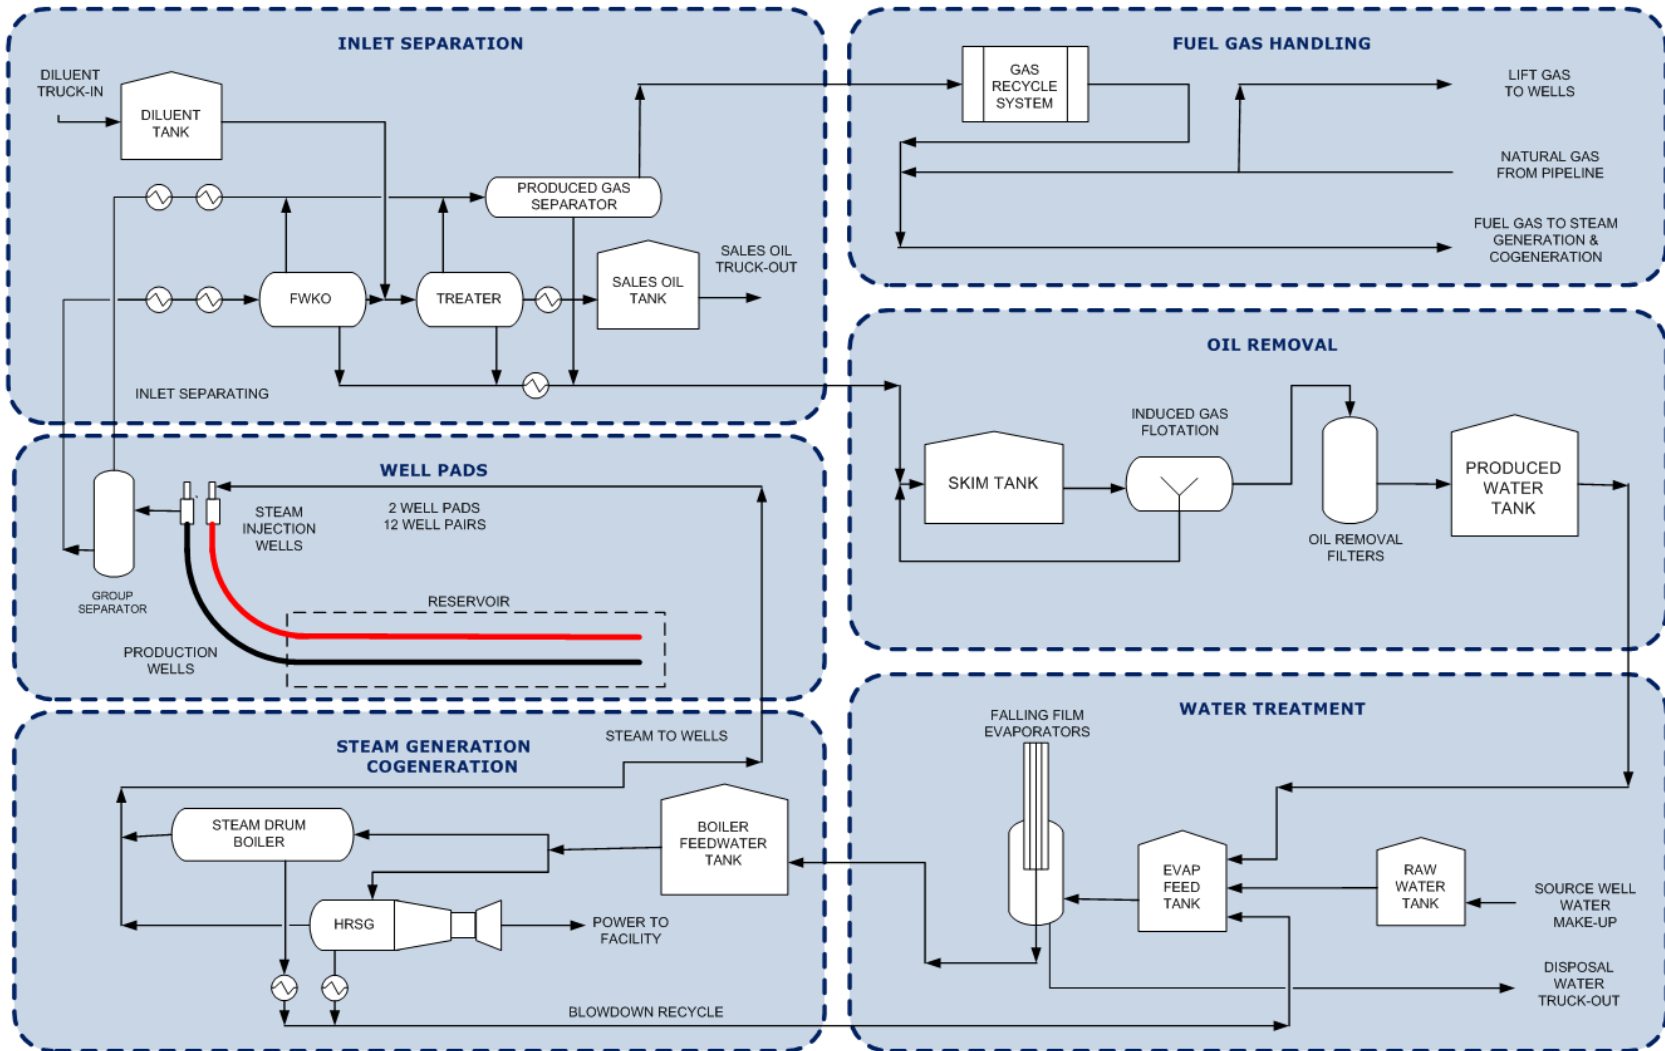 INLET SEPARATION
DILUENT
TRUCK-IN
DILUENT
TANK
PRODUCED GAS
SEPARATOR
SALES OIL
TRUCK-OUT
FWKO
TREATER
SALES OIL
TANK
INLET SEPARATING
FUEL GAS HANDLING
GAS
RECYCLE
SYSTEM
LIFT GAS
TO WELLS
NATURAL GAS
FROM PIPELINE
FUEL GAS TO STEAM
GENERATION &
COGENERATION
OIL REMOVAL
INDUCED GAS
FLOTATION
SKIM TANK
PRODUCED
WATER
TANK
OIL REMOVAL
FILTERS
WELL PADS
2 WELL PADS
12 WELL PAIRS
STEAM
INJECTION
WELLS
GROUP
SEPARATOR
RESERVOIR
PRODUCTION
WELLS
STEAM GENERATION
COGENERATION
STEAM TO WELLS
STEAM DRUM
BOILER
BOILER
FEEDWATER
TANK
HRSG
POWER TO
FACILITY
BLOWDOWN RECYCLE
WATER TREATMENT
FALLING FILM
EVAPORATORS
EVAP
FEED
TANK
RAW
WATER
TANK
SOURCE WELL
WATER
MAKE-UP
DISPOSAL
WATER
TRUCK-OUT